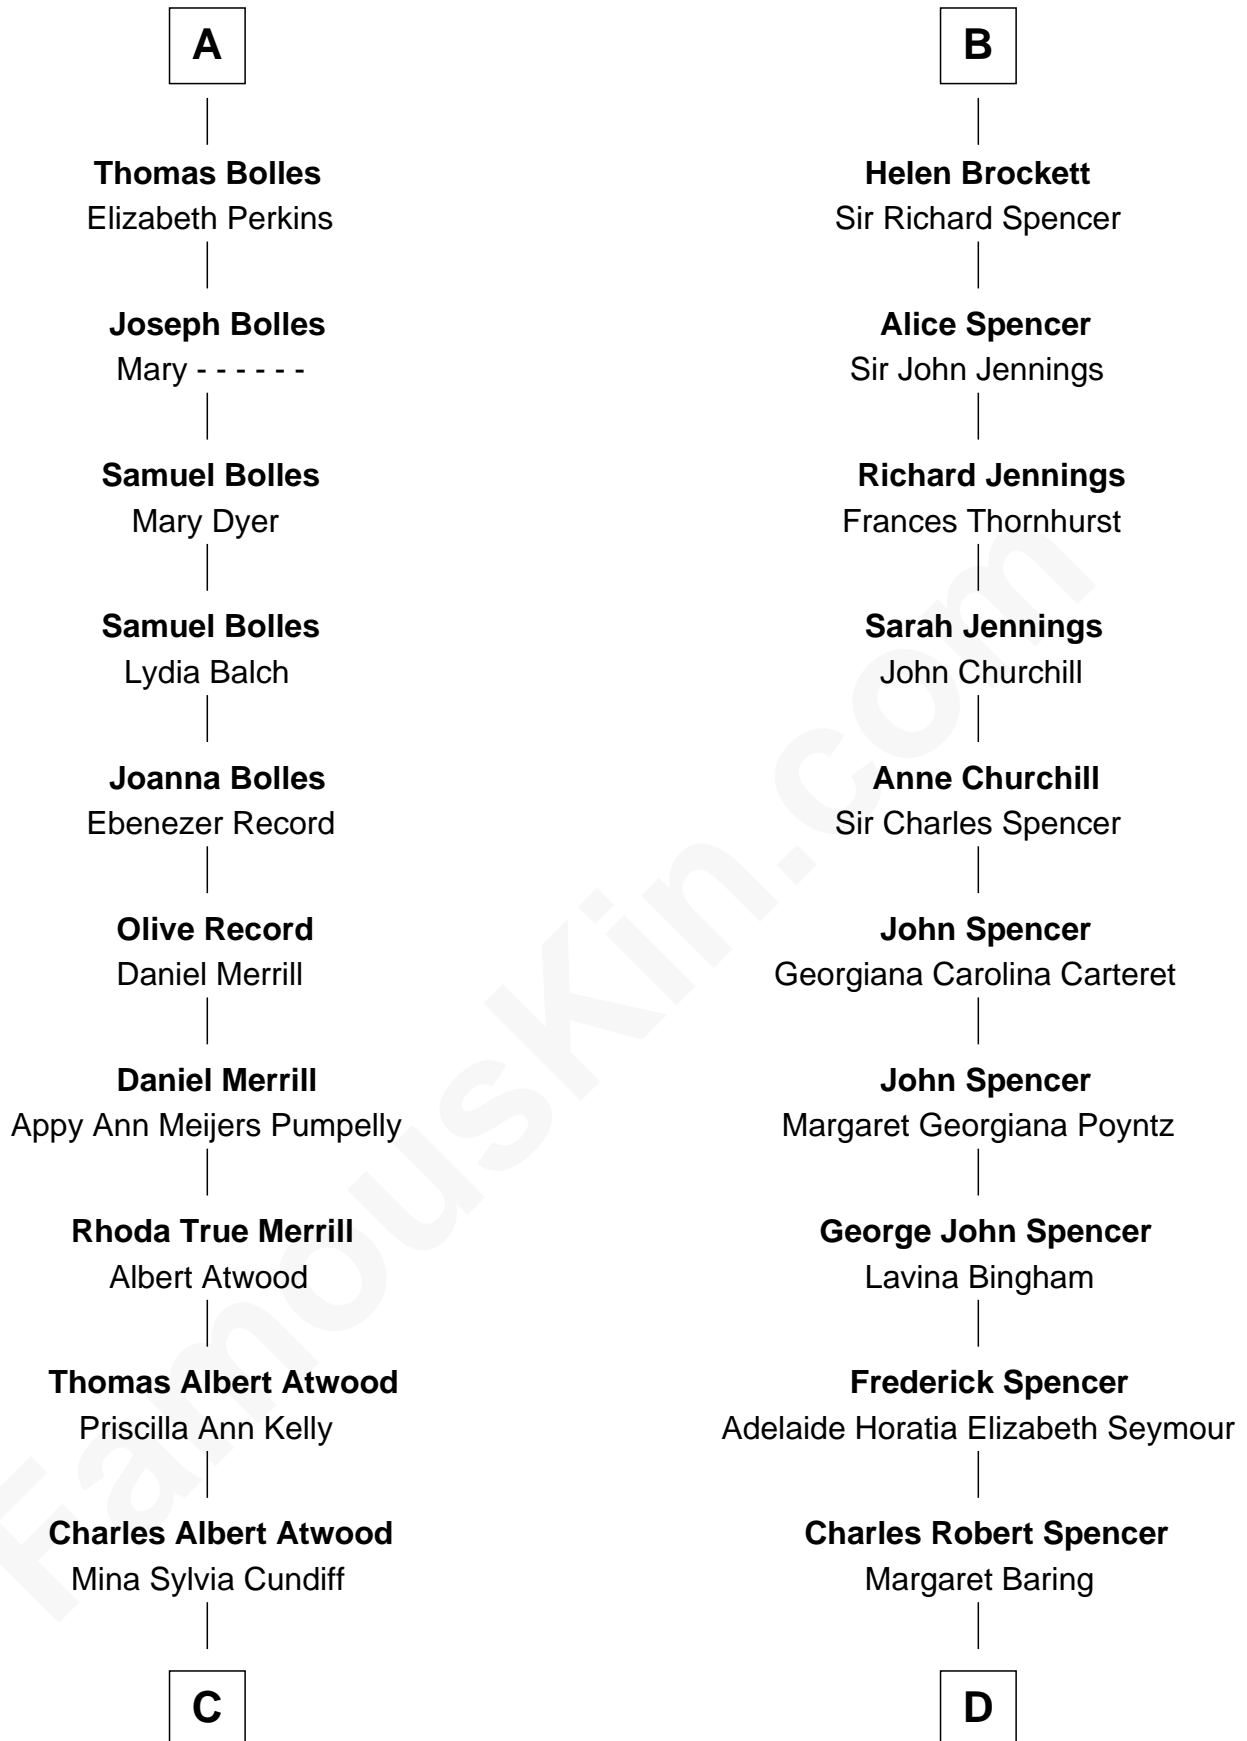 A
Thomas Bolles
Elizabeth Perkins
Joseph Bolles
Mary - - - - - -
Samuel Bolles
Mary Dyer
Samuel Bolles
Lydia Balch
Joanna Bolles
Ebenezer Record
Olive Record
Daniel Merrill
Daniel Merrill
Appy Ann Meijers Pumpelly
Rhoda True Merrill
Albert Atwood
Thomas Albert Atwood
Priscilla Ann Kelly
Charles Albert Atwood
Mina Sylvia Cundiff
C
B
Helen Brockett
Sir Richard Spencer
Alice Spencer
Sir John Jennings
Richard Jennings
Frances Thornhurst
Sarah Jennings
John Churchill
Anne Churchill
Sir Charles Spencer
John Spencer
Georgiana Carolina Carteret
John Spencer
Margaret Georgiana Poyntz
George John Spencer
Lavina Bingham
Frederick Spencer
Adelaide Horatia Elizabeth Seymour
Charles Robert Spencer
Margaret Baring
D
FamousKin.com